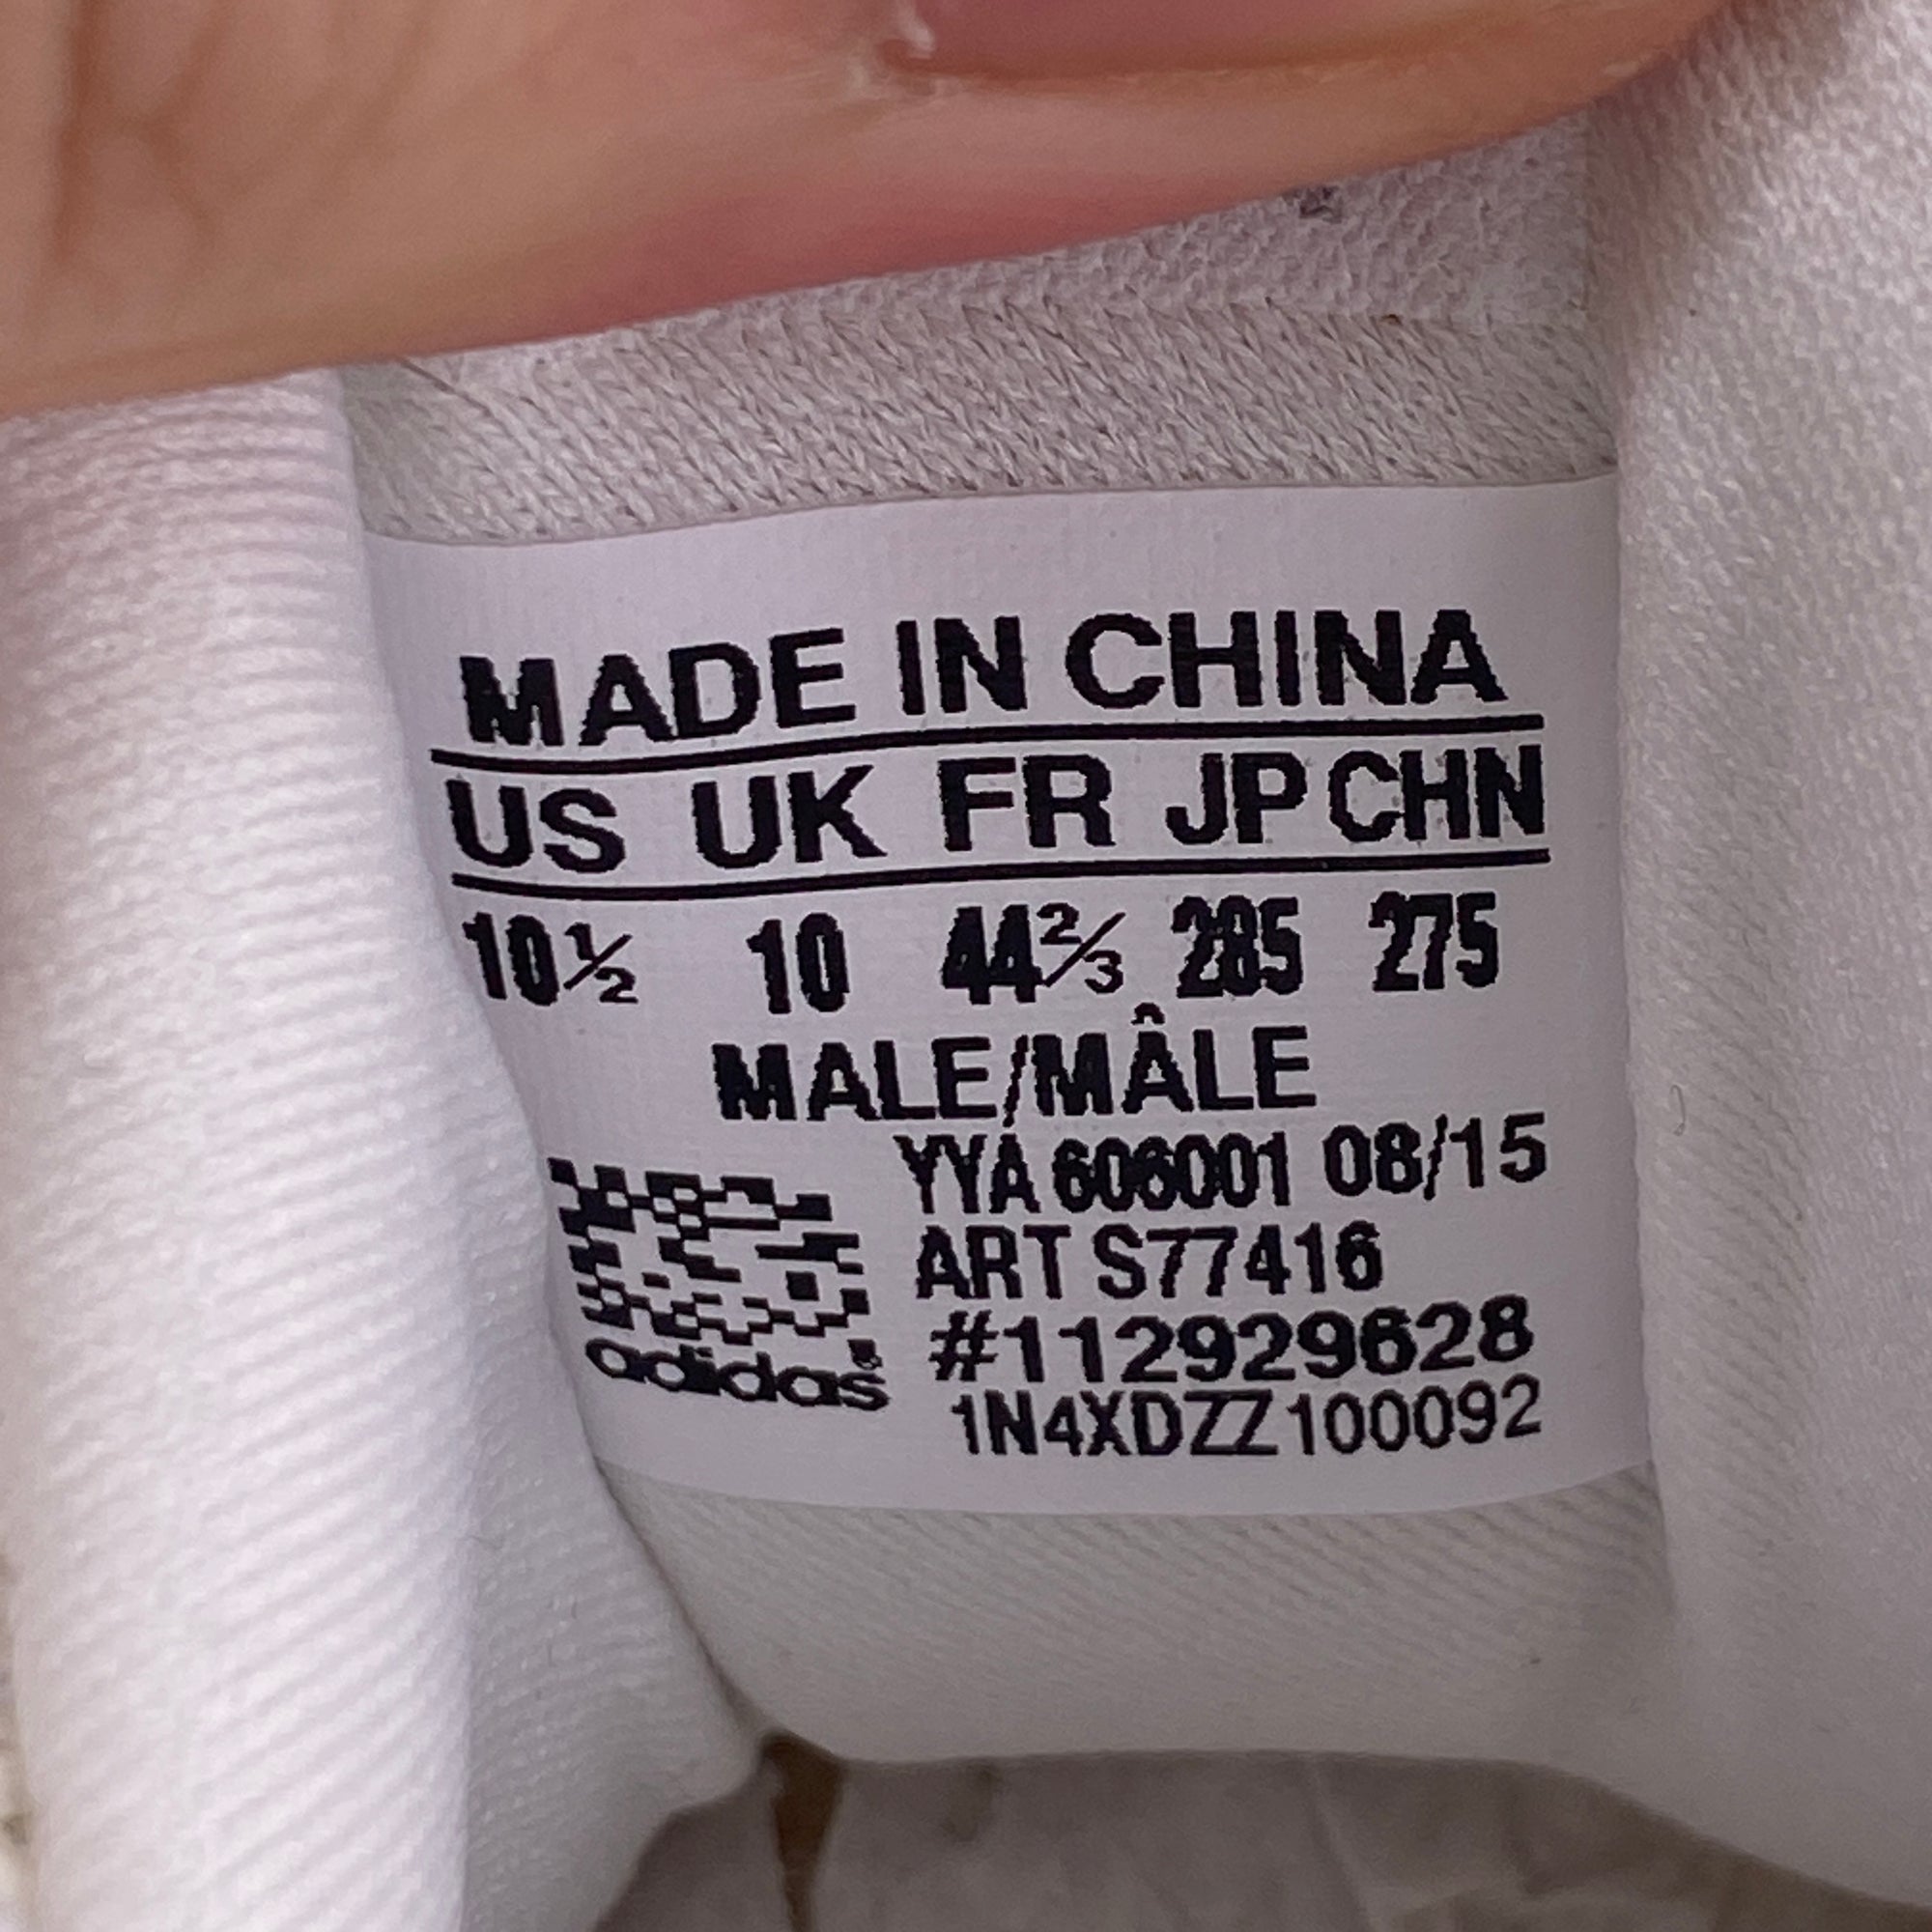 MADE IN CHINA
US UK FR JP CHN
10½ 10 44⅔ 285 275
MALE/MÂLE
YYA 606001 08/15
ART S77416
#112929628
adidas
1N4XDZZ100092